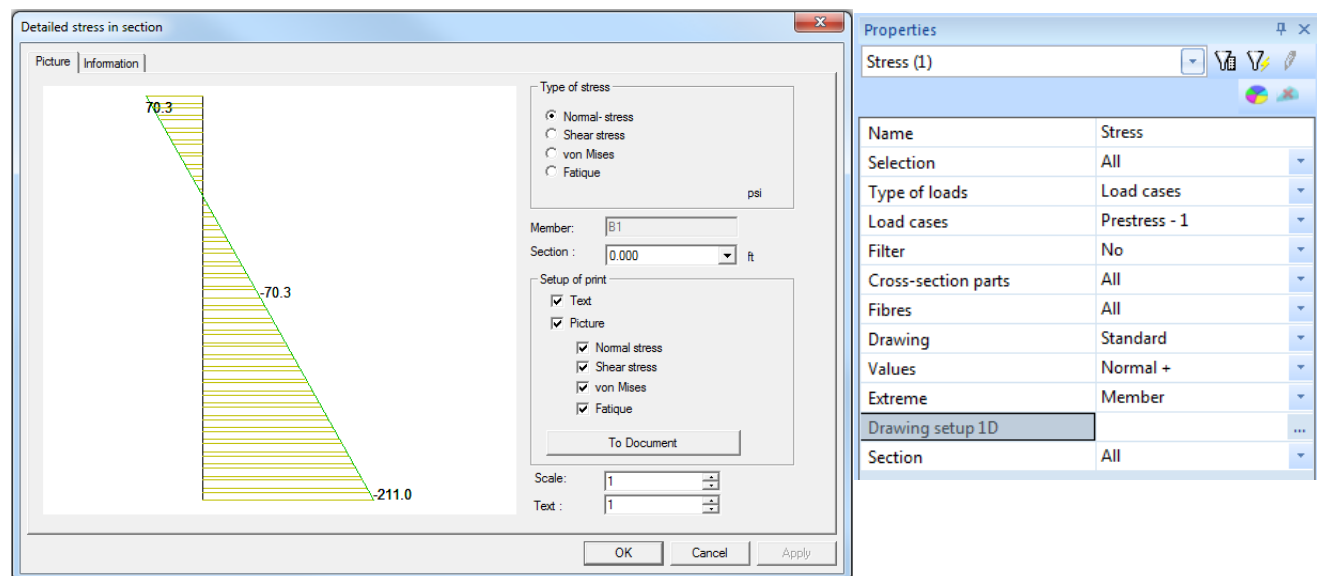 Detailed stress in section
Picture
Information
70.3
-70.3
-211.0
Type of stress
Normal- stress
Shear stress
von Mises
Fatique
psi
Member: B1
Section : 0.000 ft
Setup of print
Text
Picture
Normal stress
Shear stress
von Mises
Fatique
To Document
Scale: 1
Text : 1
OK Cancel Apply
Properties
Stress (1)
Name Stress
Selection All
Type of loads Load cases
Load cases Prestress - 1
Filter No
Cross-section parts All
Fibres All
Drawing Standard
Values Normal +
Extreme Member
Drawing setup 1D ...
Section All